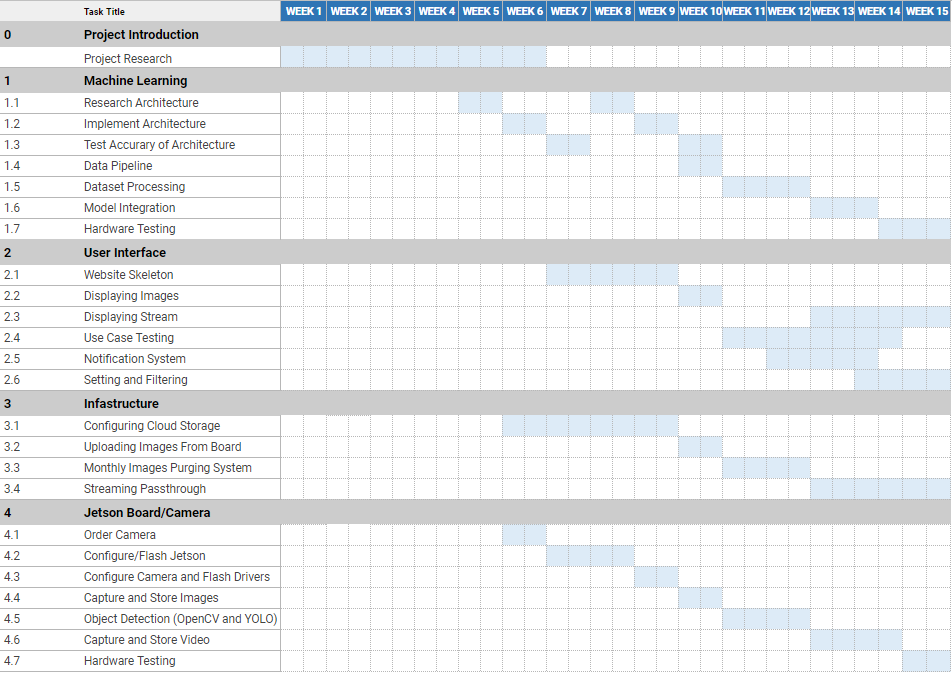 Task Title WEEK 1 WEEK 2 WEEK 3 WEEK 4 WEEK 5 WEEK 6 WEEK 7 WEEK 8 WEEK 9 WEEK 10 WEEK 11 WEEK 12 WEEK 13 WEEK 14 WEEK 15
0 Project Introduction
Project Research
1 Machine Learning
1.1 Research Architecture
1.2 Implement Architecture
1.3 Test Accurary of Architecture
1.4 Data Pipeline
1.5 Dataset Processing
1.6 Model Integration
1.7 Hardware Testing
2 User Interface
2.1 Website Skeleton
2.2 Displaying Images
2.3 Displaying Stream
2.4 Use Case Testing
2.5 Notification System
2.6 Setting and Filtering
3 Infastructure
3.1 Configuring Cloud Storage
3.2 Uploading Images From Board
3.3 Monthly Images Purging System
3.4 Streaming Passthrough
4 Jetson Board/Camera
4.1 Order Camera
4.2 Configure/Flash Jetson
4.3 Configure Camera and Flash Drivers
4.4 Capture and Store Images
4.5 Object Detection (OpenCV and YOLO)
4.6 Capture and Store Video
4.7 Hardware Testing